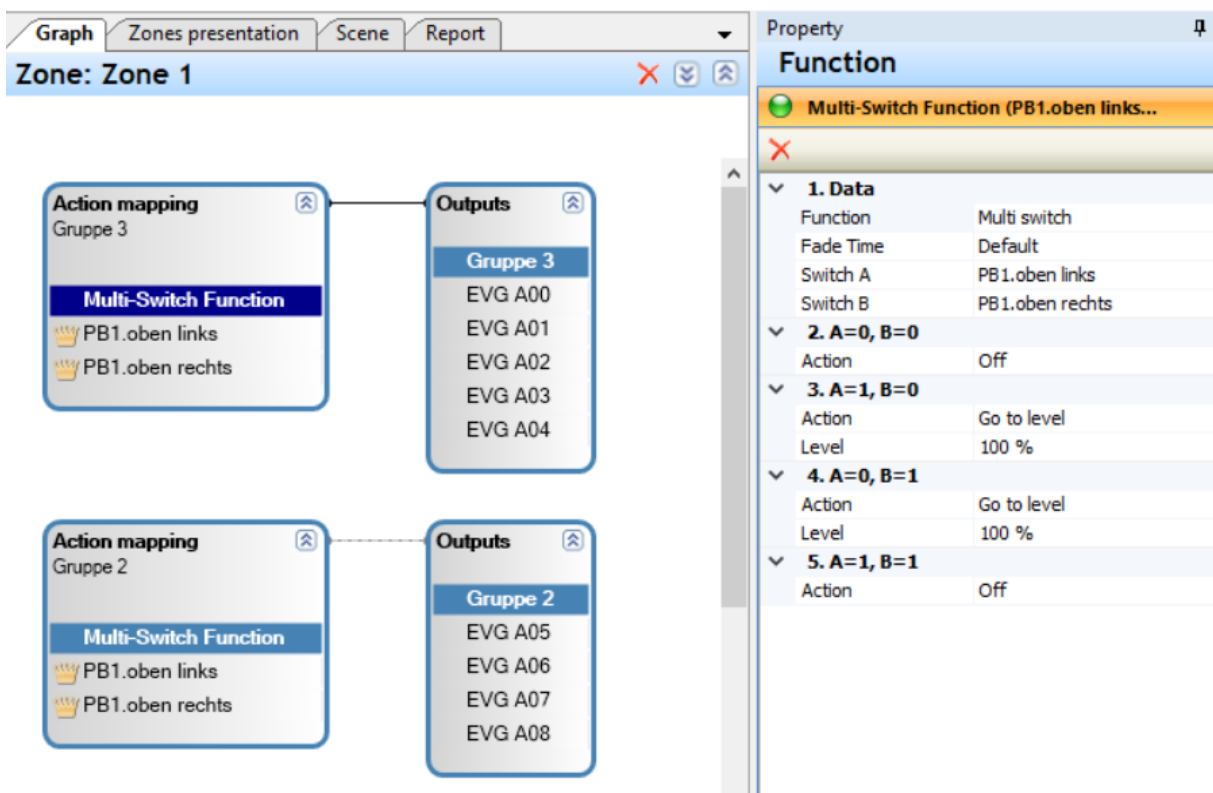 Graph Zones presentation Scene Report
Zone: Zone 1
Action mapping
Gruppe 3
Multi-Switch Function
PB1.oben links
PB1.oben rechts
Outputs
Gruppe 3
EVG A00
EVG A01
EVG A02
EVG A03
EVG A04
Action mapping
Gruppe 2
Multi-Switch Function
PB1.oben links
PB1.oben rechts
Outputs
Gruppe 2
EVG A05
EVG A06
EVG A07
EVG A08
Property
Function
Multi-Switch Function (PB1.oben links...
1. Data
Function Multi switch
Fade Time Default
Switch A PB1.oben links
Switch B PB1.oben rechts
2. A=0, B=0
Action Off
3. A=1, B=0
Action Go to level
Level 100 %
4. A=0, B=1
Action Go to level
Level 100 %
5. A=1, B=1
Action Off